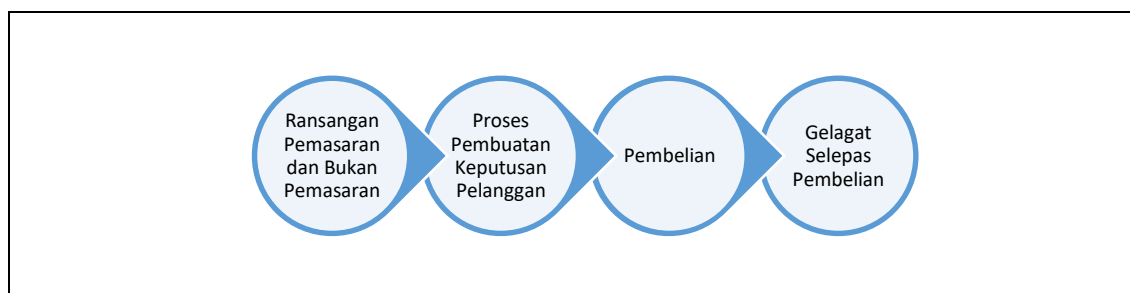 Ransangan
Pemasaran
dan Bukan
Pemasaran
Proses
Pembuatan
Keputusan
Pelanggan
Pembelian
Gelagat
Selepas
Pembelian